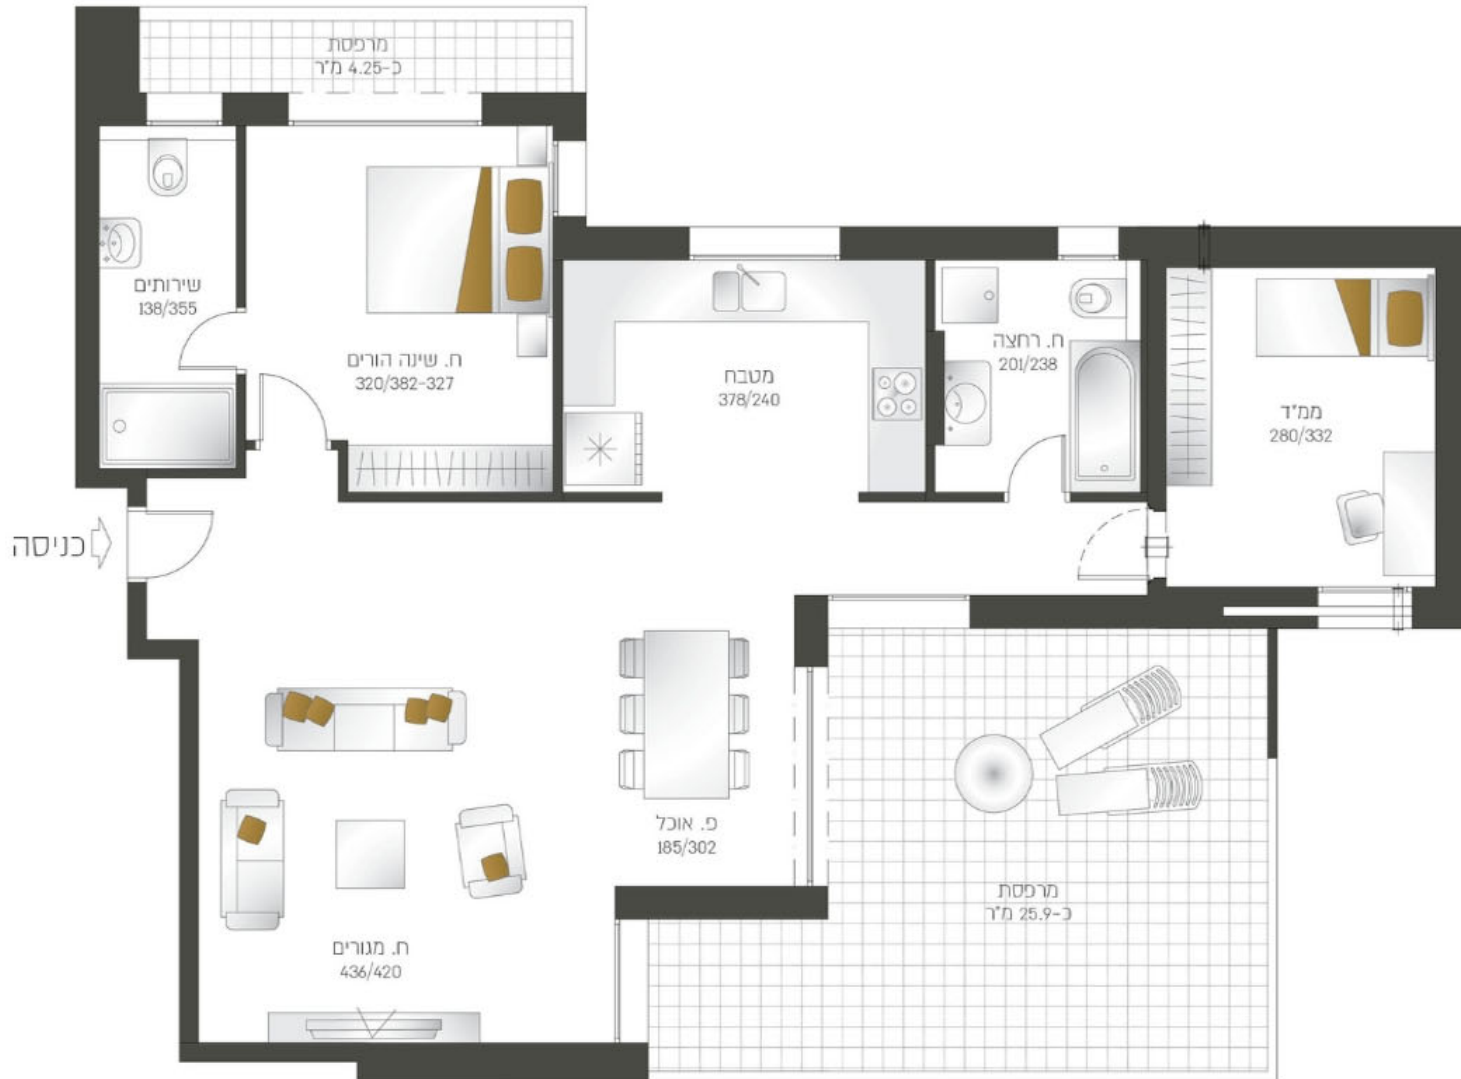 מרפסת
כ-4.25 מ"ר
שירותים
138/355
ח. שינה הורים
320/382-327
מטבח
378/240
ח. רחצה
201/238
ממ"ד
280/332
כניסה
פ. אוכל
185/302
מרפסת
כ-25.9 מ"ר
ח. מגורים
436/420